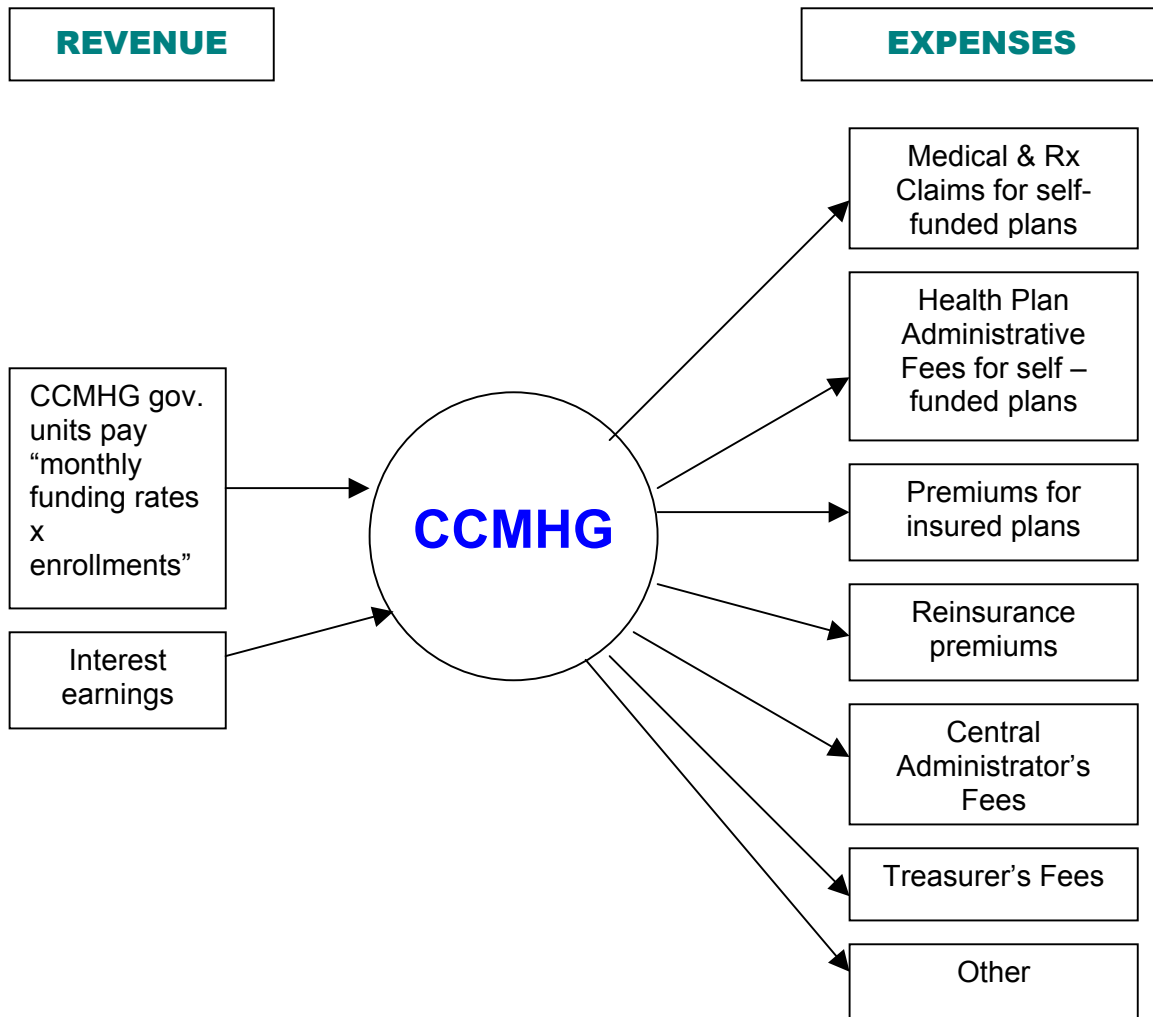 REVENUE
EXPENSES
CCMHG gov.
units pay
“monthly
funding rates
x
enrollments”
Interest
earnings
CCMHG
Medical & Rx
Claims for self-
funded plans
Health Plan
Administrative
Fees for self –
funded plans
Premiums for
insured plans
Reinsurance
premiums
Central
Administrator’s
Fees
Treasurer’s Fees
Other